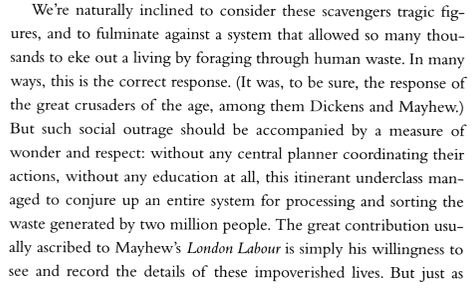 We're naturally inclined to consider these scavengers tragic fig-
ures, and to fulminate against a system that allowed so many thou-
sands to eke out a living by foraging through human waste. In many
ways, this is the correct response. (It was, to be sure, the response of
the great crusaders of the age, among them Dickens and Mayhew.)
But such social outrage should be accompanied by a measure of
wonder and respect: without any central planner coordinating their
actions, without any education at all, this itinerant underclass man-
aged to conjure up an entire system for processing and sorting the
waste generated by two million people. The great contribution usu-
ally ascribed to Mayhew's London Labour is simply his willingness to
see and record the details of these impoverished lives. But just as